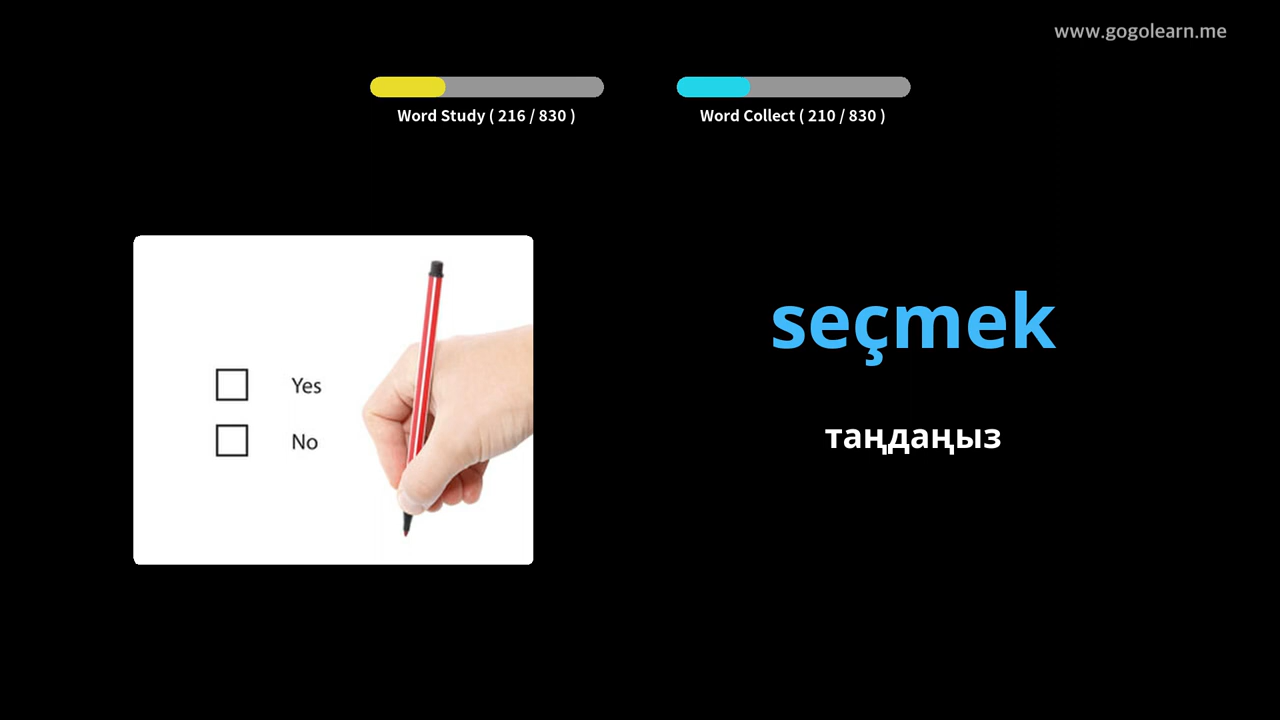 www.gogolearn.me
Word Study ( 216 / 830 )
Word Collect ( 210 / 830 )
Yes
No
seçmek
таңдаңыз